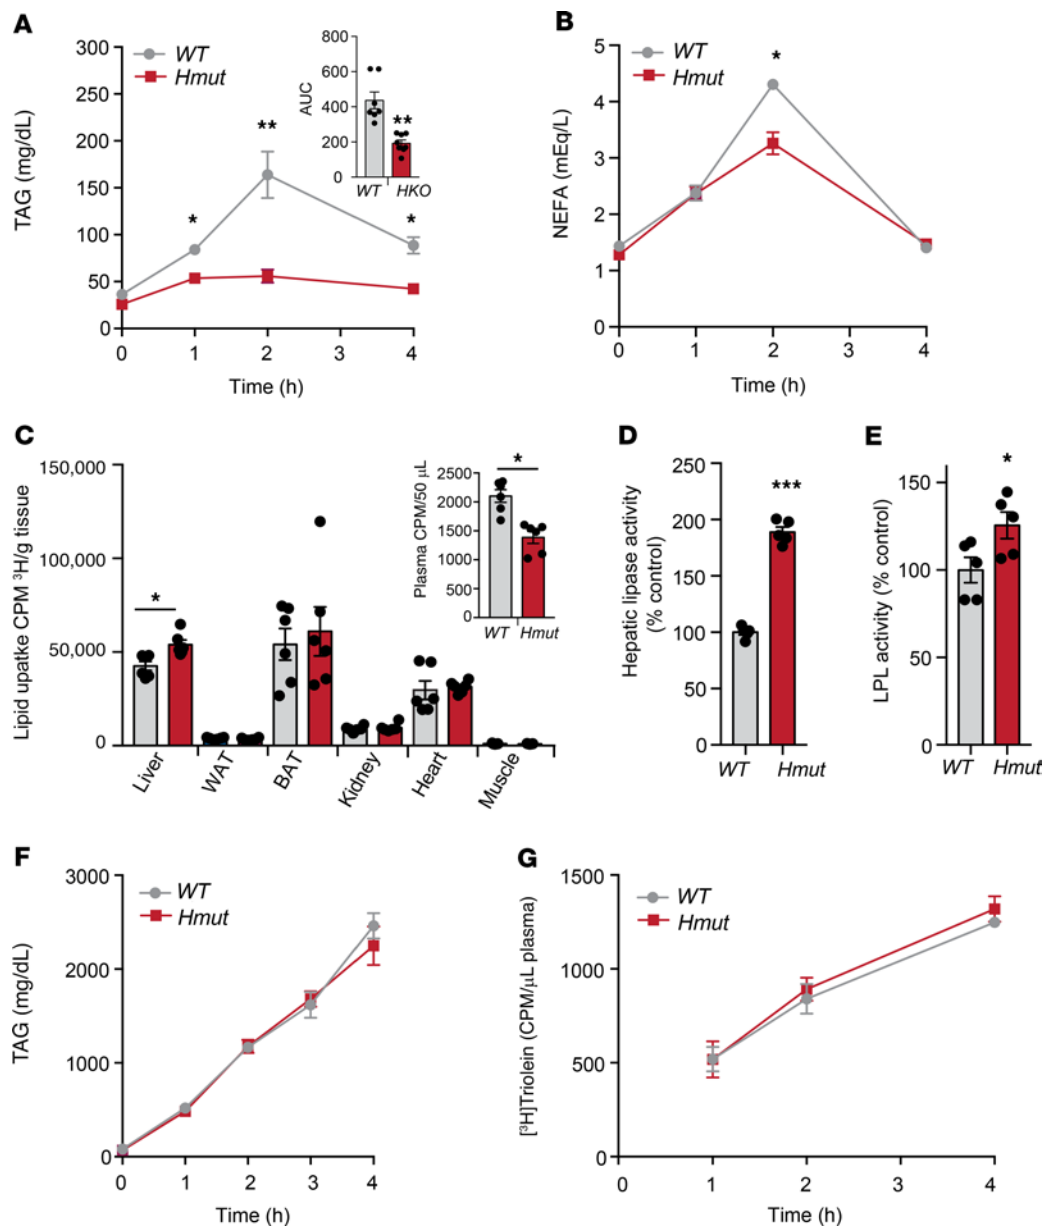 A
TAG (mg/dL)
300
250
200
150
100
50
0
WT
Hmut
*
**
*
0 1 2 3 4
Time (h)
AUC
800
600
400
200
0
**
WT HKO
B
NEFA (mEq/L)
5
4
3
2
1
0
WT
Hmut
*
0 1 2 3 4
Time (h)
C
Lipid upatke CPM ³H/g tissue
150,000
100,000
50,000
0
*
Liver
WAT
BAT
Kidney
Heart
Muscle
Plasma CPM/50 µL
2500
2000
1500
1000
500
0
*
WT Hmut
D
Hepatic lipase activity
(% control)
250
200
150
100
50
0
***
WT Hmut
E
LPL activity (% control)
150
100
50
0
*
WT Hmut
F
TAG (mg/dL)
3000
2000
1000
0
WT
Hmut
0 1 2 3 4
Time (h)
G
[³H]Triolein (CPM/µL plasma)
1500
1000
500
0
WT
Hmut
0 1 2 3 4
Time (h)